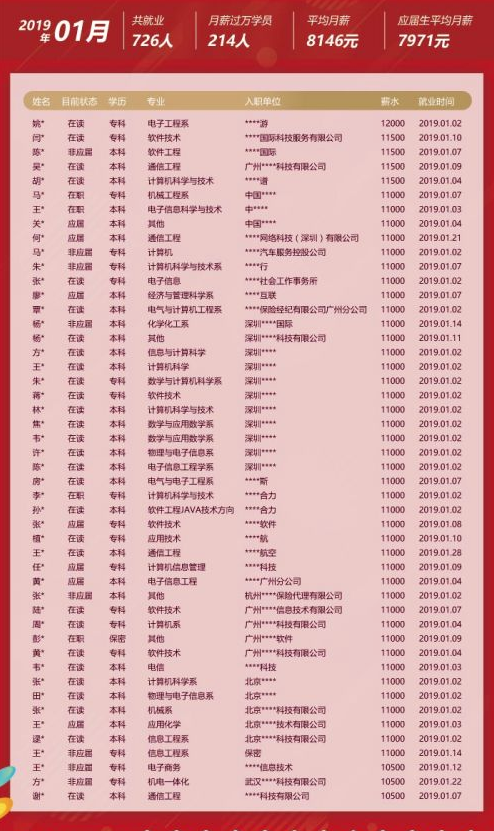 2019年 01月 共就业 726人 月薪过万学员 214人 平均月薪 8146元 应届生平均月薪 7971元
姓名 目前状态 学历 专业 入职单位 薪水 就业时间
姚* 在读 专科 电子工程系 ****游 12000 2019.01.02
闫* 在读 专科 软件技术 ****国际科技服务有限公司 11500 2019.01.10
陈* 非应届 本科 软件工程 ****国际 11500 2019.01.07
吴* 在读 本科 通信工程 广州****科技有限公司 11500 2019.01.09
胡* 在读 本科 计算机科学与技术 ****谱 11500 2019.01.04
马* 在职 专科 机械工程系 中国**** 11000 2019.01.07
王* 在职 本科 电子信息科学与技术 中**** 11000 2019.01.03
关* 应届 本科 其他 中国**** 11000 2019.01.04
何* 应届 本科 通信工程 ****网络科技（深圳）有限公司 11000 2019.01.21
马* 非应届 专科 计算机 ****汽车服务控股公司 11000 2019.01.02
朱* 非应届 专科 计算机科学与技术系 ****行 11000 2019.01.07
张* 在读 专科 电子信息 ****社会工作事务所 11000 2019.01.02
廖* 应届 本科 经济与管理科学系 ****互联 11000 2019.01.07
覃* 在读 本科 电气与计算机工程系 ****保险经纪有限公司广州分公司 11000 2019.01.02
杨* 非应届 本科 化学化工系 深圳****国际 11000 2019.01.14
杨* 在读 本科 其他 深圳****科技有限公司 11000 2019.01.11
方* 在读 本科 信息与计算科学 深圳**** 11000 2019.01.02
王* 在读 本科 计算机科学 深圳**** 11000 2019.01.02
朱* 在读 专科 数学与计算机科学系 深圳**** 11000 2019.01.02
蒋* 在读 专科 软件技术 深圳**** 11000 2019.01.02
林* 在读 本科 计算机科学与技术 深圳**** 11000 2019.01.02
焦* 在读 本科 数学与应用数学系 深圳**** 11000 2019.01.02
韦* 在读 本科 数学与应用数学系 深圳**** 11000 2019.01.02
许* 在读 本科 物理与电子信息系 深圳**** 11000 2019.01.02
陈* 在读 本科 电子信息工程学系 深圳**** 11000 2019.01.02
房* 在读 本科 电气与电子工程系 ****斯 11000 2019.01.07
李* 在职 专科 计算机科学与技术 ****合力 11000 2019.01.02
孙* 在读 本科 软件工程JAVA技术方向 ****合力 11000 2019.01.02
张* 应届 专科 软件技术 ****软件 11000 2019.01.08
植* 在读 专科 应用技术 ****航 11000 2019.01.10
王* 在读 本科 通信工程 ****航空 11000 2019.01.28
任* 应届 专科 计算机信息管理 ****科技 11000 2019.01.09
黄* 应届 本科 电子信息工程 ****广州分公司 11000 2019.01.04
张* 非应届 本科 其他 杭州****保险代理有限公司 11000 2019.01.02
陆* 在读 专科 软件技术 广州****信息技术有限公司 11000 2019.01.07
周* 在读 专科 计算机系 广州****科技有限公司 11000 2019.01.04
彭* 在职 保密 其他 广州****软件 11000 2019.01.09
黄* 在读 专科 软件技术 广州****科技有限公司 11000 2019.01.04
韦* 在读 本科 电信 ****科技 11000 2019.01.03
张* 在读 本科 计算机科学系 北京**** 11000 2019.01.02
田* 在读 本科 物理与电子信息系 北京**** 11000 2019.01.02
张* 在读 本科 机械系 北京****科技有限公司 11000 2019.01.02
王* 应届 本科 应用化学 北京****技术有限公司 11000 2019.01.03
逯* 在读 本科 信息工程系 北京****科技有限公司 11000 2019.01.02
王* 非应届 专科 信息工程系 保密 11000 2019.01.14
王* 非应届 专科 电子商务 ****信息技术 10500 2019.01.12
方* 非应届 专科 机电一体化 武汉****科技有限公司 10500 2019.01.22
谢* 在读 本科 通信工程 ****科技有限公司 10500 2019.01.07